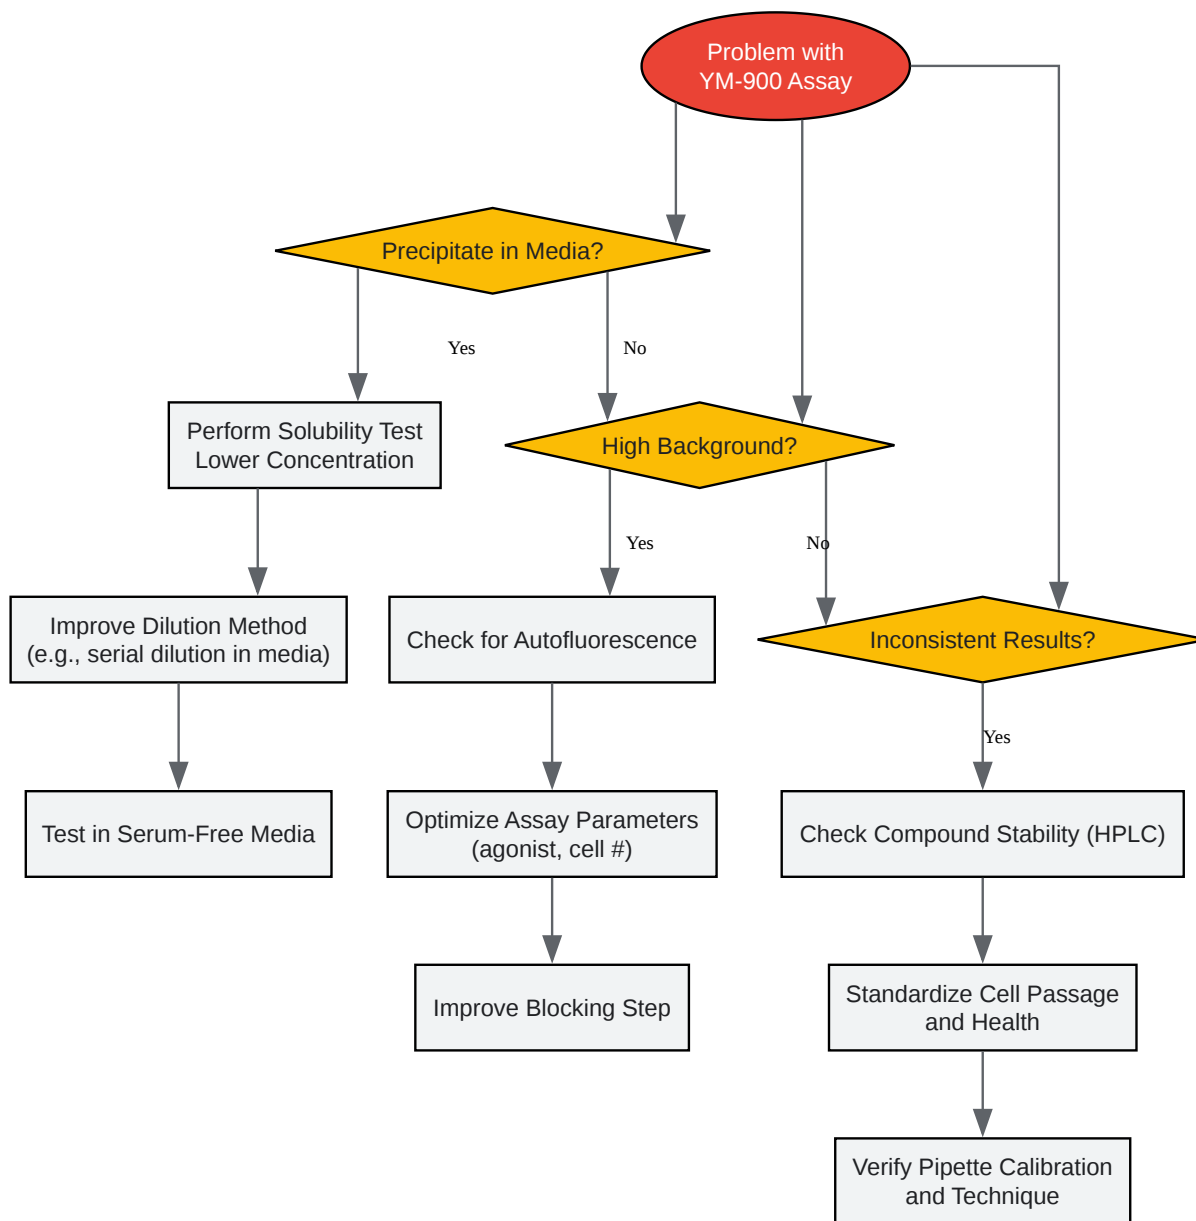 Problem with
YM-900 Assay
Precipitate in Media?
Yes
No
Perform Solubility Test
Lower Concentration
High Background?
Yes
No
Improve Dilution Method
(e.g., serial dilution in media)
Check for Autofluorescence
Inconsistent Results?
Yes
Test in Serum-Free Media
Optimize Assay Parameters
(agonist, cell #)
Check Compound Stability (HPLC)
Improve Blocking Step
Standardize Cell Passage
and Health
Verify Pipette Calibration
and Technique